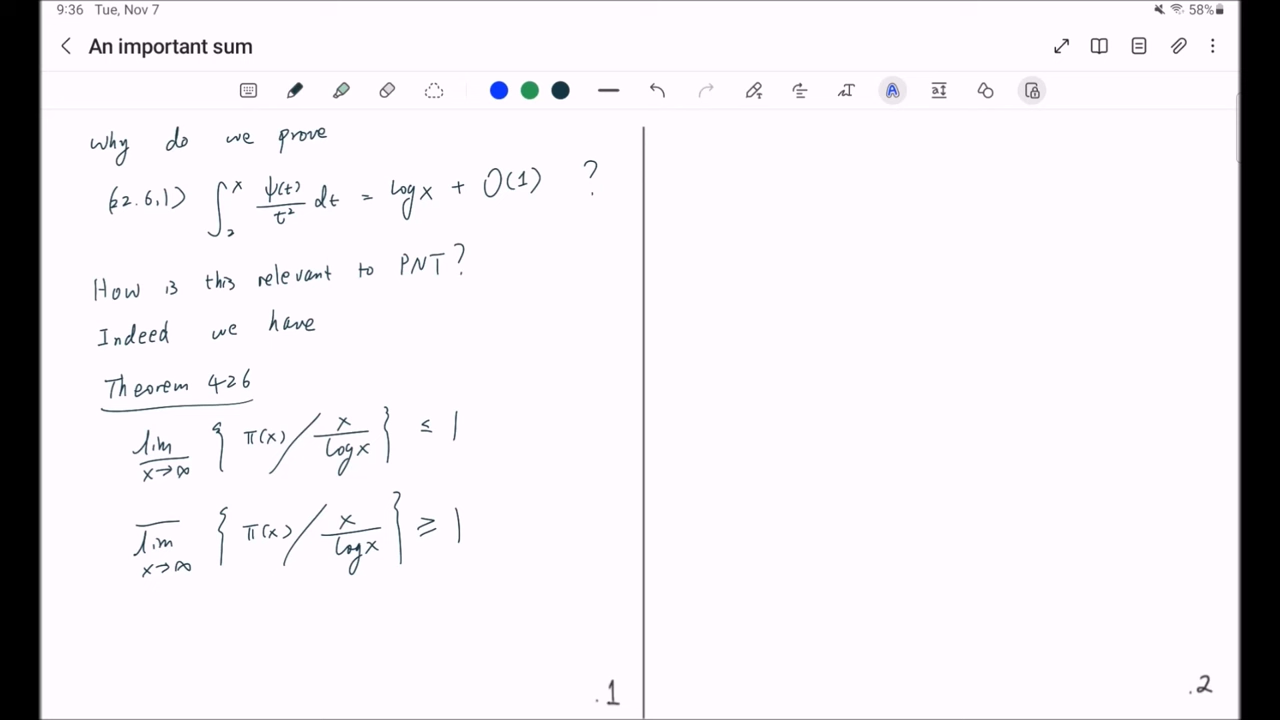 9:36 Tue, Nov 7
58%
An important sum
Why do we prove
(22.6.1) ∫₂ˣ ψ(t)/t² dt = log x + O(1) ?
How is this relevant to PNT?
Indeed we have
Theorem 426
lim x→∞ { π(x) / x/log x } ≤ 1
lim x→∞ { π(x) / x/log x } ≥ 1
.1
.2